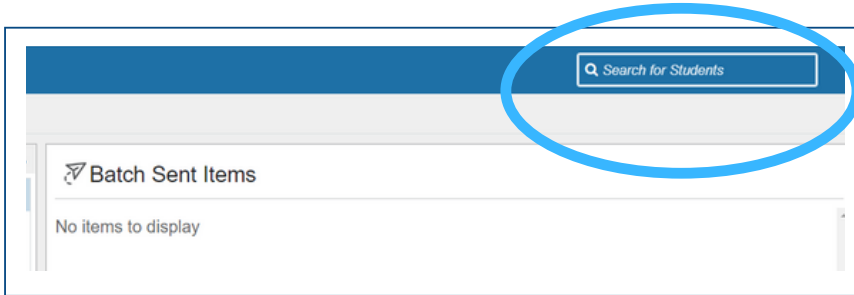 Search for Students
Batch Sent Items
No items to display